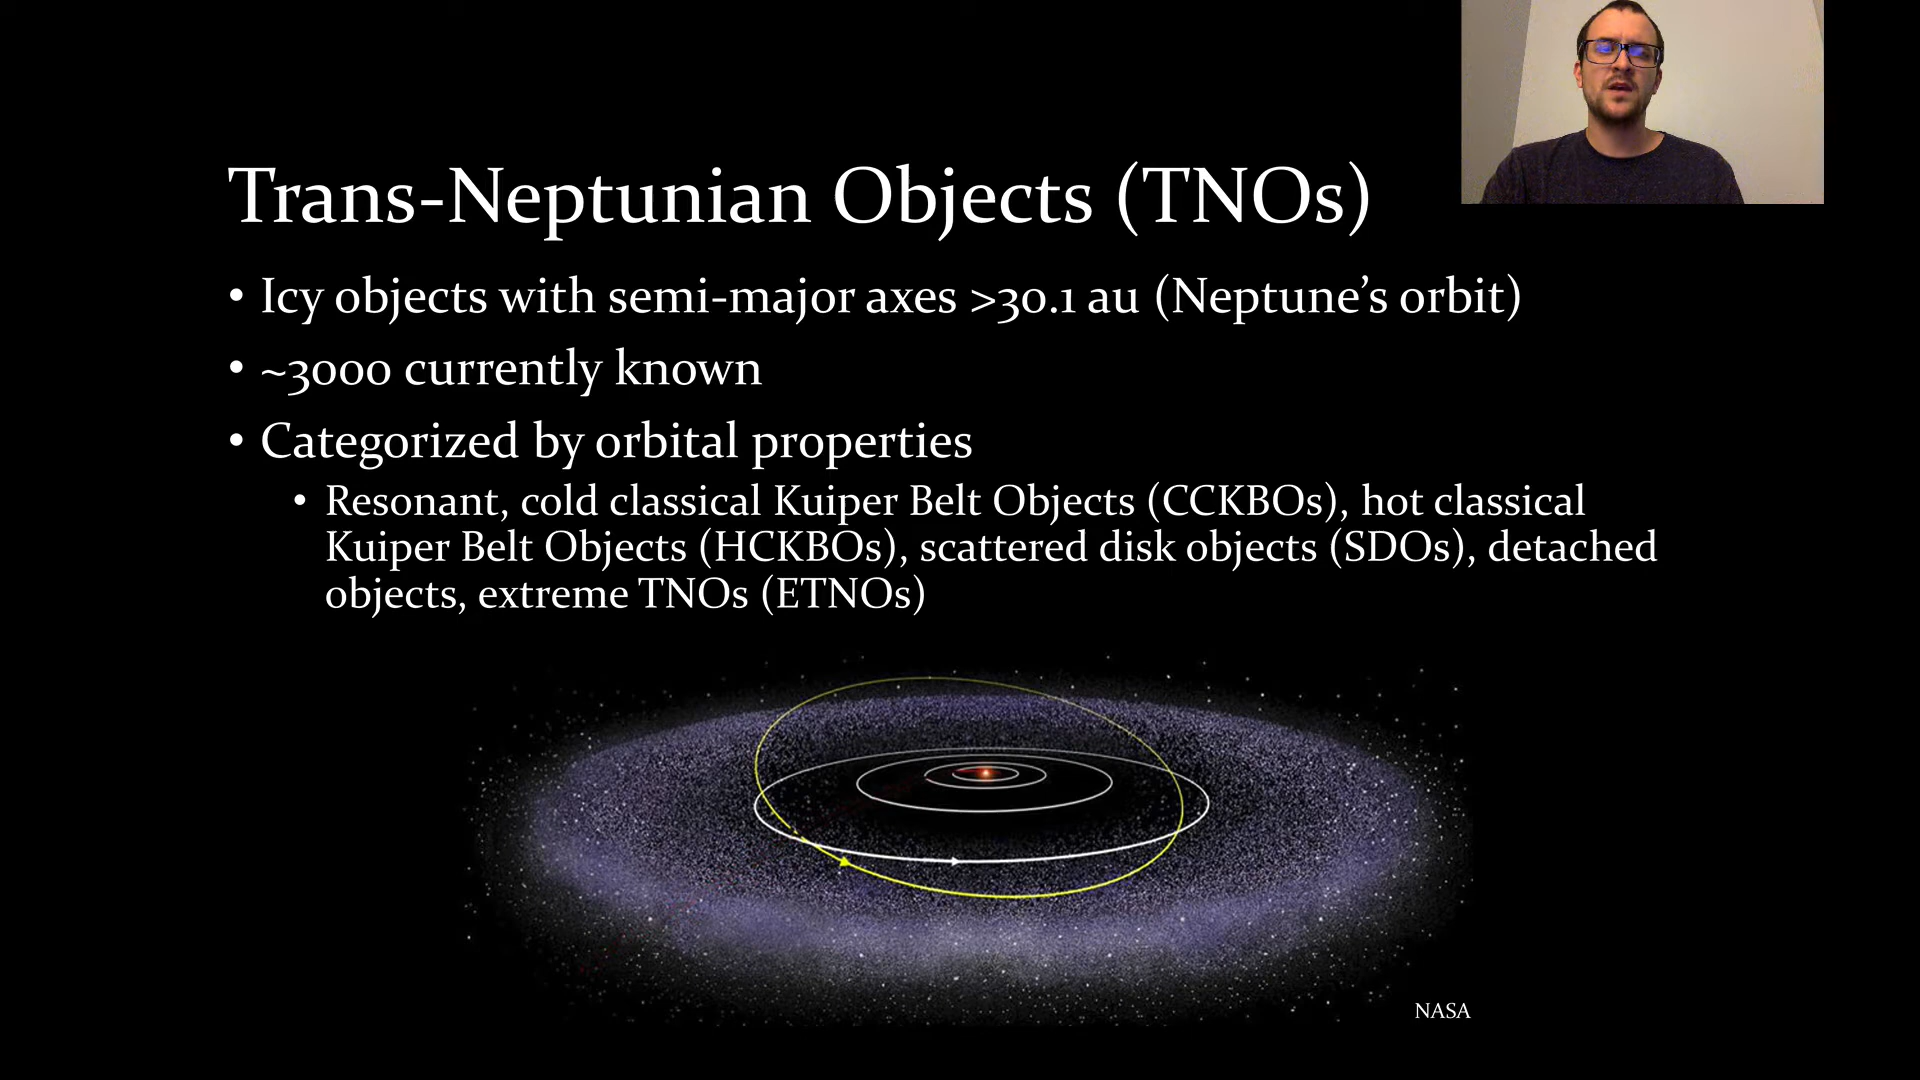 Trans-Neptunian Objects (TNOs)
• Icy objects with semi-major axes >30.1 au (Neptune’s orbit)
• ~3000 currently known
• Categorized by orbital properties
• Resonant, cold classical Kuiper Belt Objects (CCKBOs), hot classical
Kuiper Belt Objects (HCKBOs), scattered disk objects (SDOs), detached
objects, extreme TNOs (ETNOs)
NASA